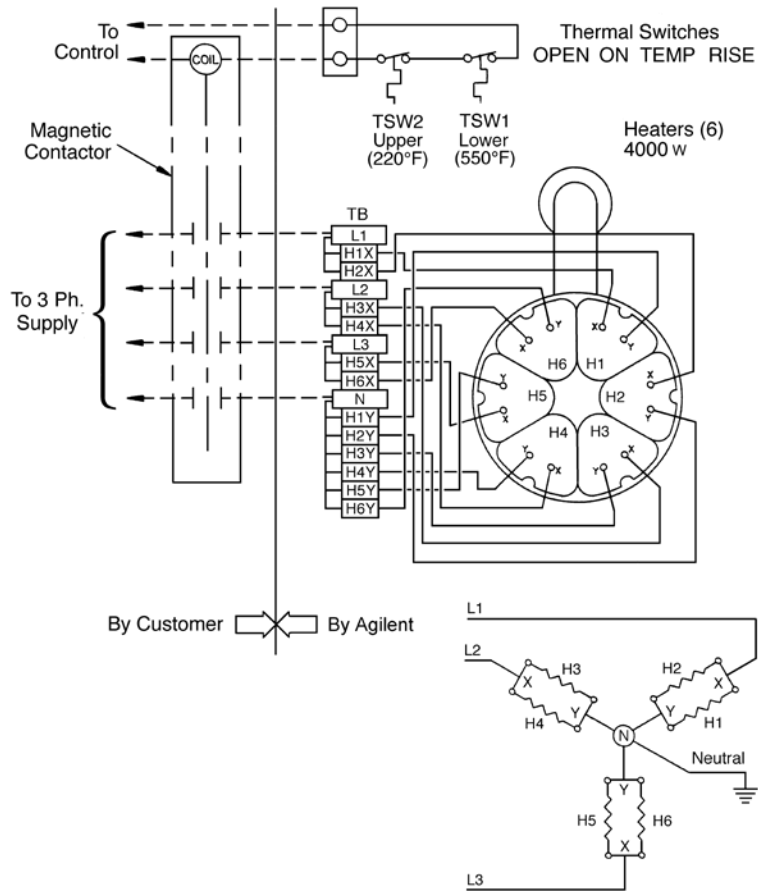 To
Control
COIL
Magnetic
Contactor
To 3 Ph.
Supply
Thermal Switches
OPEN ON TEMP RISE
TSW2
Upper
(220°F)
TSW1
Lower
(550°F)
Heaters (6)
4000 W
TB
L1
H1X
H2X
L2
H3X
H4X
L3
H5X
H6X
N
H1Y
H2Y
H3Y
H4Y
H5Y
H6Y
X Y
H6
X Y
H1
Y X
H5
X Y
H2
Y X
H4
X Y
H3
By Customer
By Agilent
L1
L2
X
H3
H4
Y
H2
X
Y
H1
N
Neutral
Y
H5
H6
X
L3